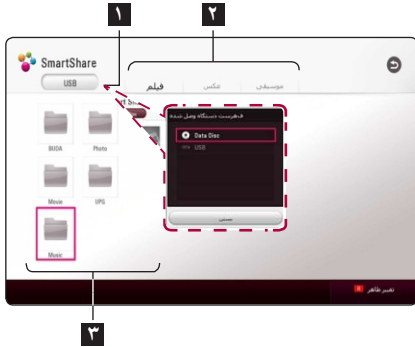 ۱
۲
SmartShare
USB
فیلم
عکس
موسیقی
فهرست دستگاه وصل شده
Data Disc
USB
بستن
BUDA
Photo
Movie
UPG
Music
تغییر ظاهر
۳